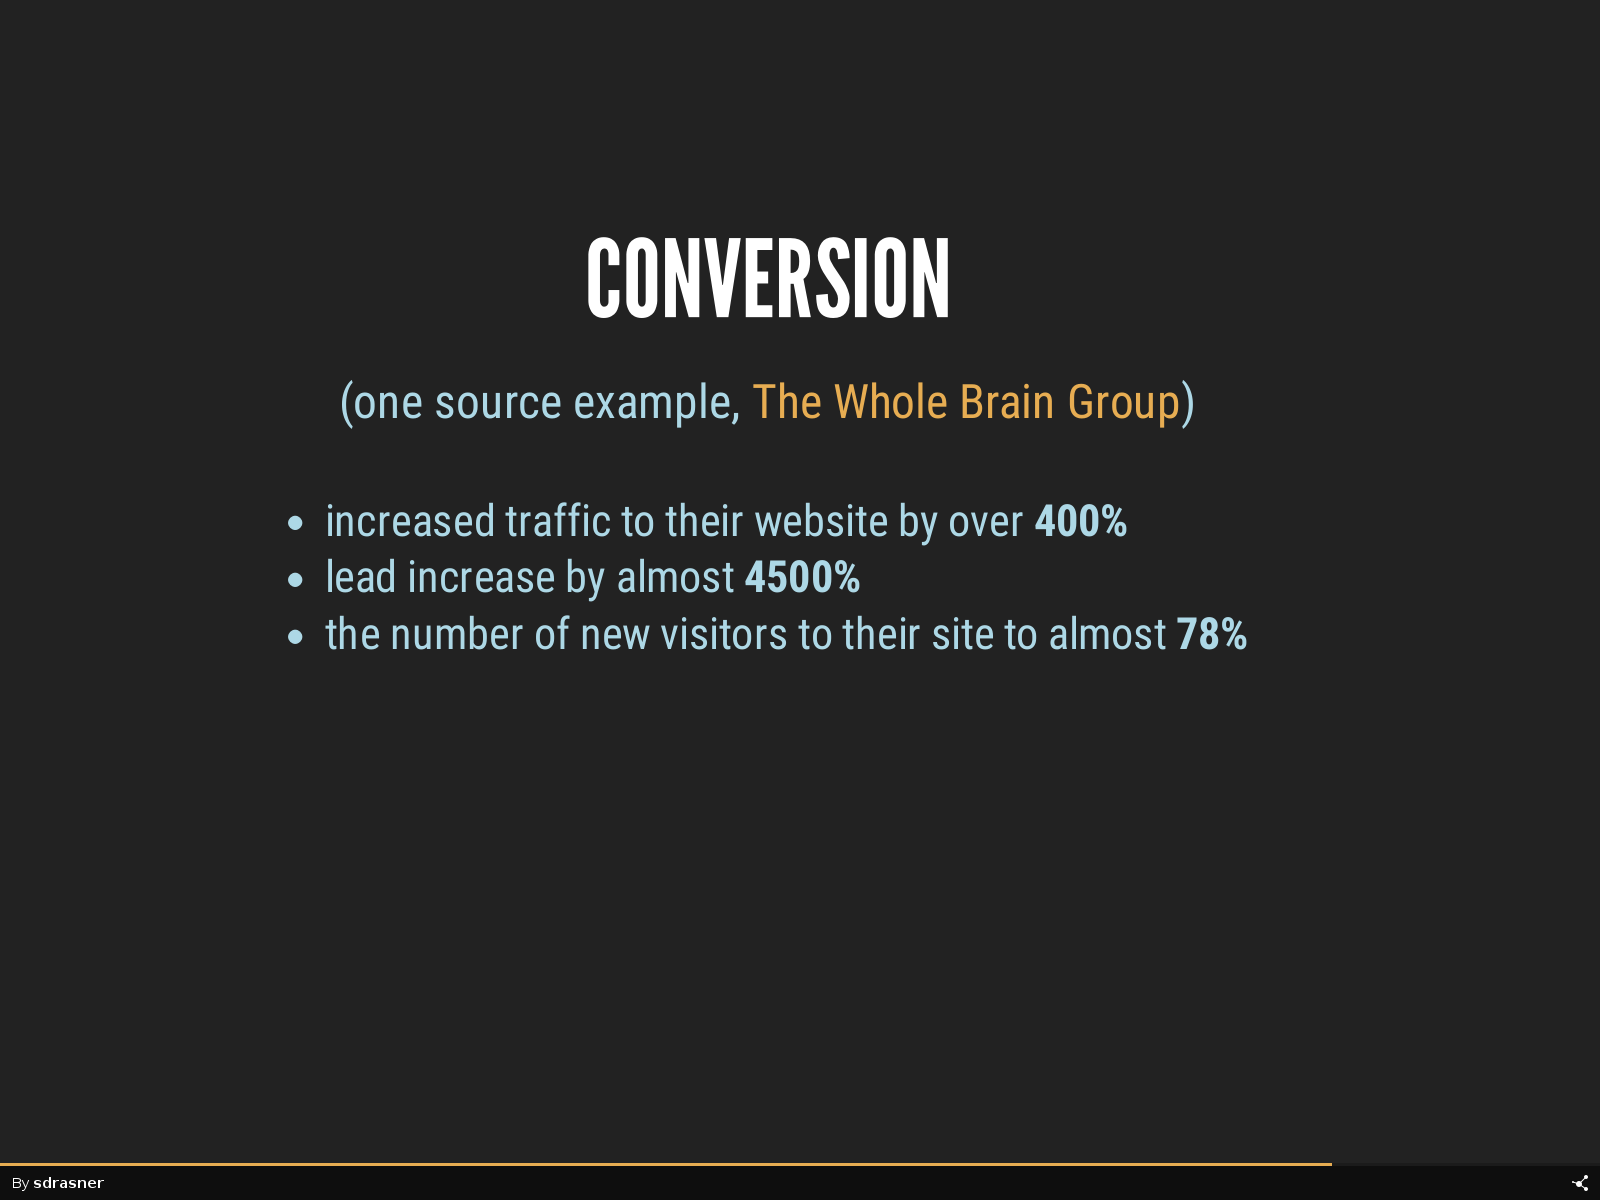 CONVERSION
(one source example, The Whole Brain Group)
• increased traffic to their website by over 400%
• lead increase by almost 4500%
• the number of new visitors to their site to almost 78%
By sdrasner